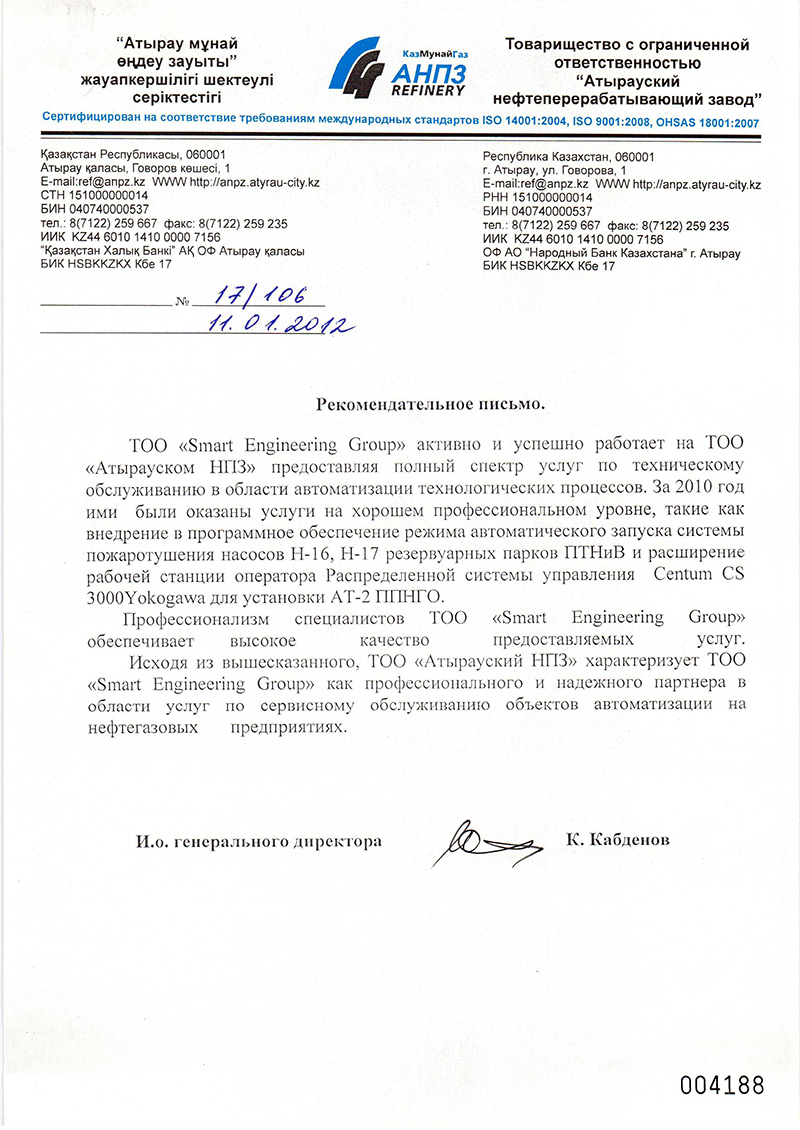 “Атырау мұнай
өңдеу зауыты”
жауапкершілігі шектеулі
серіктестігі
КазМунайГаз
АНПЗ
REFINERY
Товарищество с ограниченной
ответственностью
“Атырауский
нефтеперерабатывающий завод”
Сертифицирован на соответствие требованиям международных стандартов ISO 14001:2004, ISO 9001:2008, OHSAS 18001:2007
Қазақстан Республикасы, 060001
Атырау қаласы, Говоров көшесі, 1
E-mail:ref@anpz.kz WWW http://anpz.atyrau-city.kz
СТН 151000000014
БИН 040740000537
тел.: 8(7122) 259 667 факс: 8(7122) 259 235
ИИК KZ44 6010 1410 0000 7156
“Қазақстан Халық Банкі” АҚ ОФ Атырау қаласы
БИК HSBKKZKX Кбе 17
Республика Казахстан, 060001
г. Атырау, ул. Говорова, 1
E-mail:ref@anpz.kz WWW http://anpz.atyrau-city.kz
РНН 151000000014
БИН 040740000537
тел.: 8(7122) 259 667 факс: 8(7122) 259 235
ИИК KZ44 6010 1410 0000 7156
ОФ АО “Народный Банк Казахстана” г. Атырау
БИК HSBKKZKX Кбе 17
№ 17/106
11.01.2012
Рекомендательное письмо.
ТОО «Smart Engineering Group» активно и успешно работает на ТОО
«Атырауском НПЗ» предоставляя полный спектр услуг по техническому
обслуживанию в области автоматизации технологических процессов. За 2010 год
ими были оказаны услуги на хорошем профессиональном уровне, такие как
внедрение в программное обеспечение режима автоматического запуска системы
пожаротушения насосов Н-16, Н-17 резервуарных парков ПТНиВ и расширение
рабочей станции оператора Распределенной системы управления Centum CS
3000Yokogawa для установки АТ-2 ППНГО.
Профессионализм специалистов ТОО «Smart Engineering Group»
обеспечивает высокое качество предоставляемых услуг.
Исходя из вышесказанного, ТОО «Атырауский НПЗ» характеризует ТОО
«Smart Engineering Group» как профессионального и надежного партнера в
области услуг по сервисному обслуживанию объектов автоматизации на
нефтегазовых предприятиях.
И.о. генерального директора К. Кабденов
004188